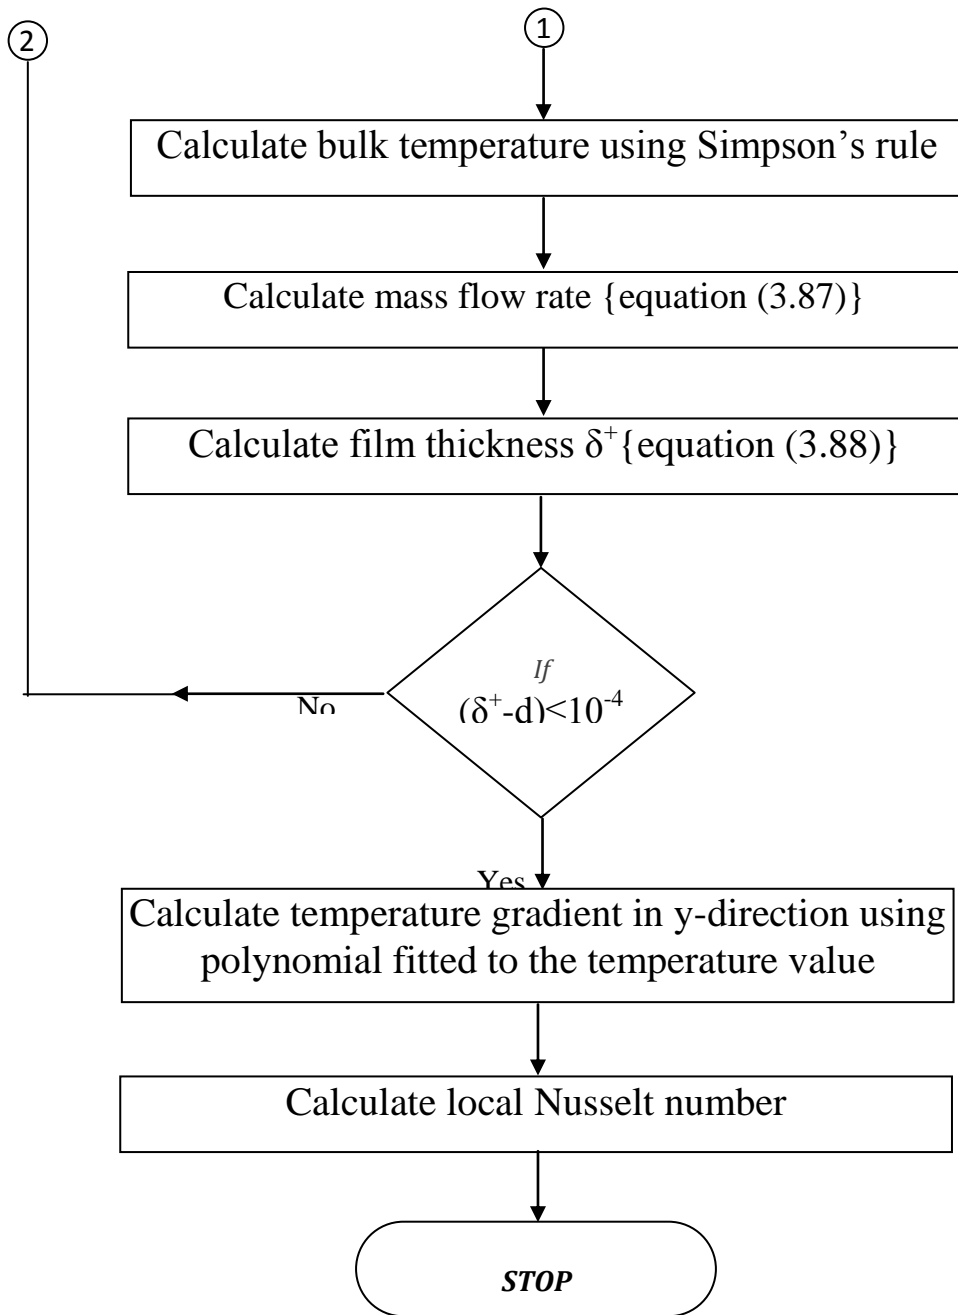 2
1
Calculate bulk temperature using Simpson’s rule
Calculate mass flow rate {equation (3.87)}
Calculate film thickness δ⁺{equation (3.88)}
If
(δ⁺-d)<10⁻⁴
No
Yes
Calculate temperature gradient in y-direction using
polynomial fitted to the temperature value
Calculate local Nusselt number
STOP